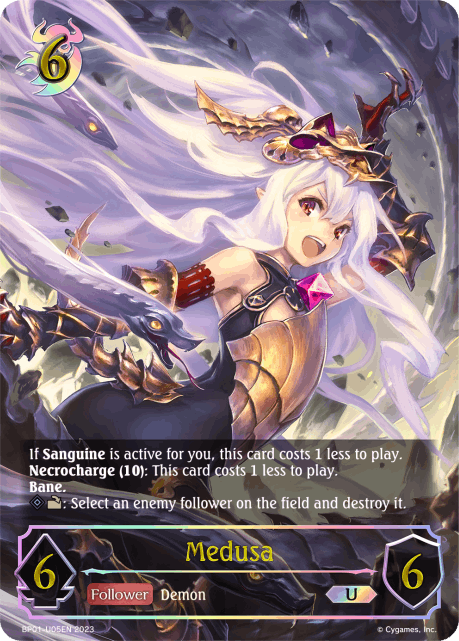 6
If Sanguine is active for you, this card costs 1 less to play.
Necrocharge (10): This card costs 1 less to play.
Bane.
: Select an enemy follower on the field and destroy it.
Medusa
6
6
Follower Demon
U
BP01-U05EN 2023
© Cygames, Inc.